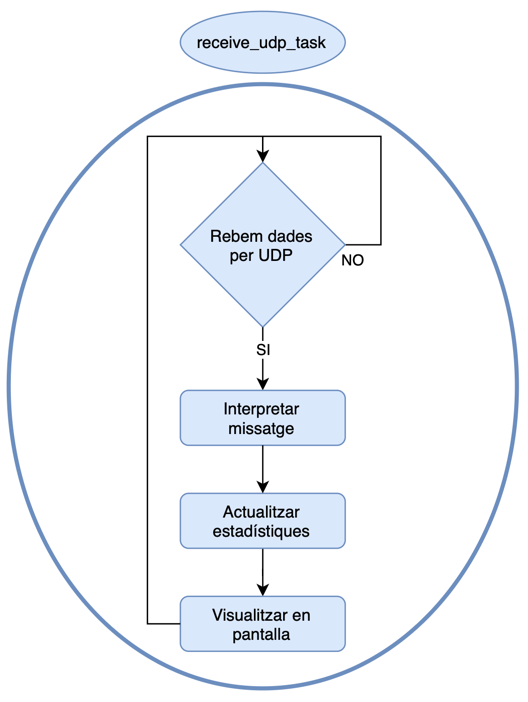 receive_udp_task
Rebem dades
per UDP
NO
SI
Interpretar
missatge
Actualitzar
estadístiques
Visualitzar en
pantalla